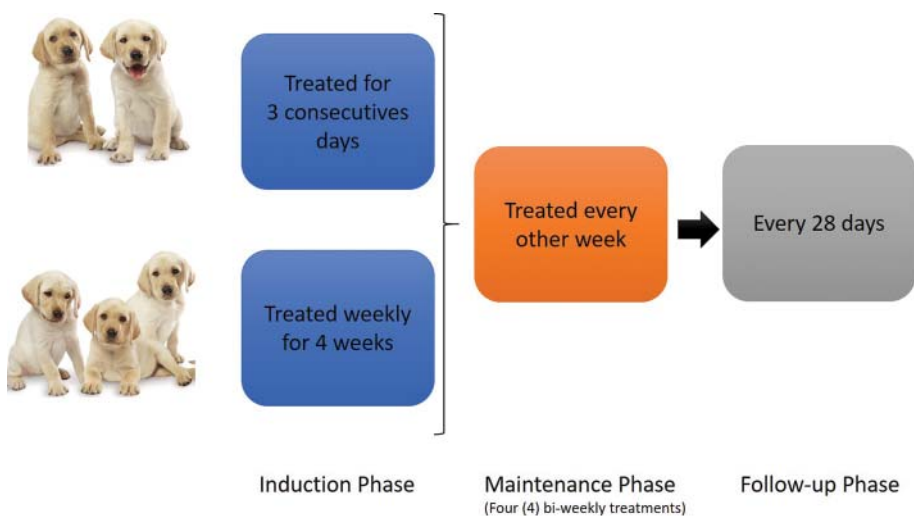 Treated for
3 consecutives
days
Treated weekly
for 4 weeks
Treated every
other week
Every 28 days
Induction Phase
Maintenance Phase
(Four (4) bi-weekly treatments)
Follow-up Phase